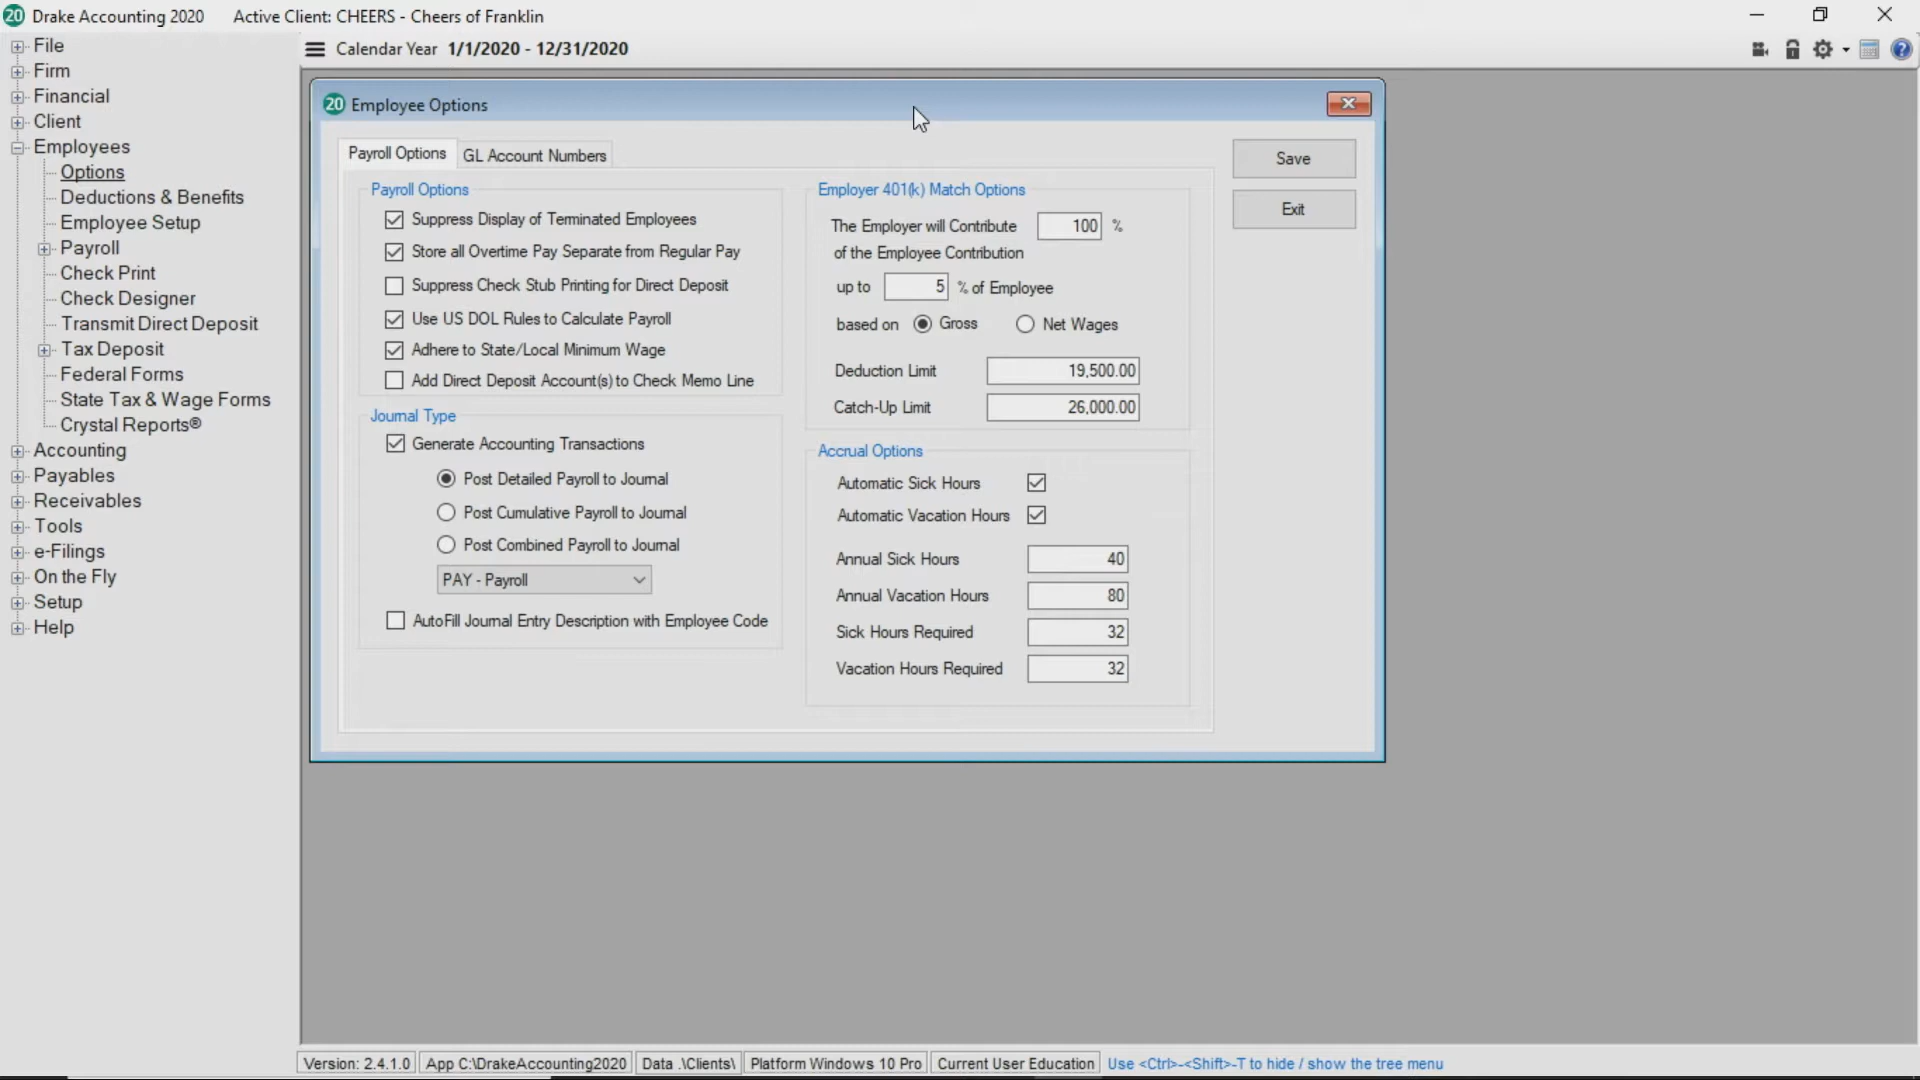 20 Drake Accounting 2020 Active Client: CHEERS - Cheers of Franklin
File
Firm
Financial
Client
Employees
Options
Deductions & Benefits
Employee Setup
Payroll
Check Print
Check Designer
Transmit Direct Deposit
Tax Deposit
Federal Forms
State Tax & Wage Forms
Crystal Reports®
Accounting
Payables
Receivables
Tools
e-Filings
On the Fly
Setup
Help
Calendar Year 1/1/2020 - 12/31/2020
20 Employee Options
Payroll Options GL Account Numbers
Payroll Options
Suppress Display of Terminated Employees
Store all Overtime Pay Separate from Regular Pay
Suppress Check Stub Printing for Direct Deposit
Use US DOL Rules to Calculate Payroll
Adhere to State/Local Minimum Wage
Add Direct Deposit Account(s) to Check Memo Line
Journal Type
Generate Accounting Transactions
Post Detailed Payroll to Journal
Post Cumulative Payroll to Journal
Post Combined Payroll to Journal
PAY - Payroll
AutoFill Journal Entry Description with Employee Code
Employer 401(k) Match Options
The Employer will Contribute 100 %
of the Employee Contribution
up to 5 % of Employee
based on Gross Net Wages
Deduction Limit 19,500.00
Catch-Up Limit 26,000.00
Accrual Options
Automatic Sick Hours
Automatic Vacation Hours
Annual Sick Hours 40
Annual Vacation Hours 80
Sick Hours Required 32
Vacation Hours Required 32
Save
Exit
Version: 2.4.1.0 App C:\DrakeAccounting2020 Data .\Clients\ Platform Windows 10 Pro Current User Education Use <Ctrl>-<Shift>-T to hide / show the tree menu